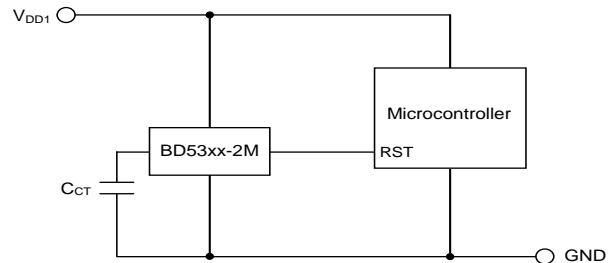 VDD1
Microcontroller
BD53xx-2M
RST
CCT
GND